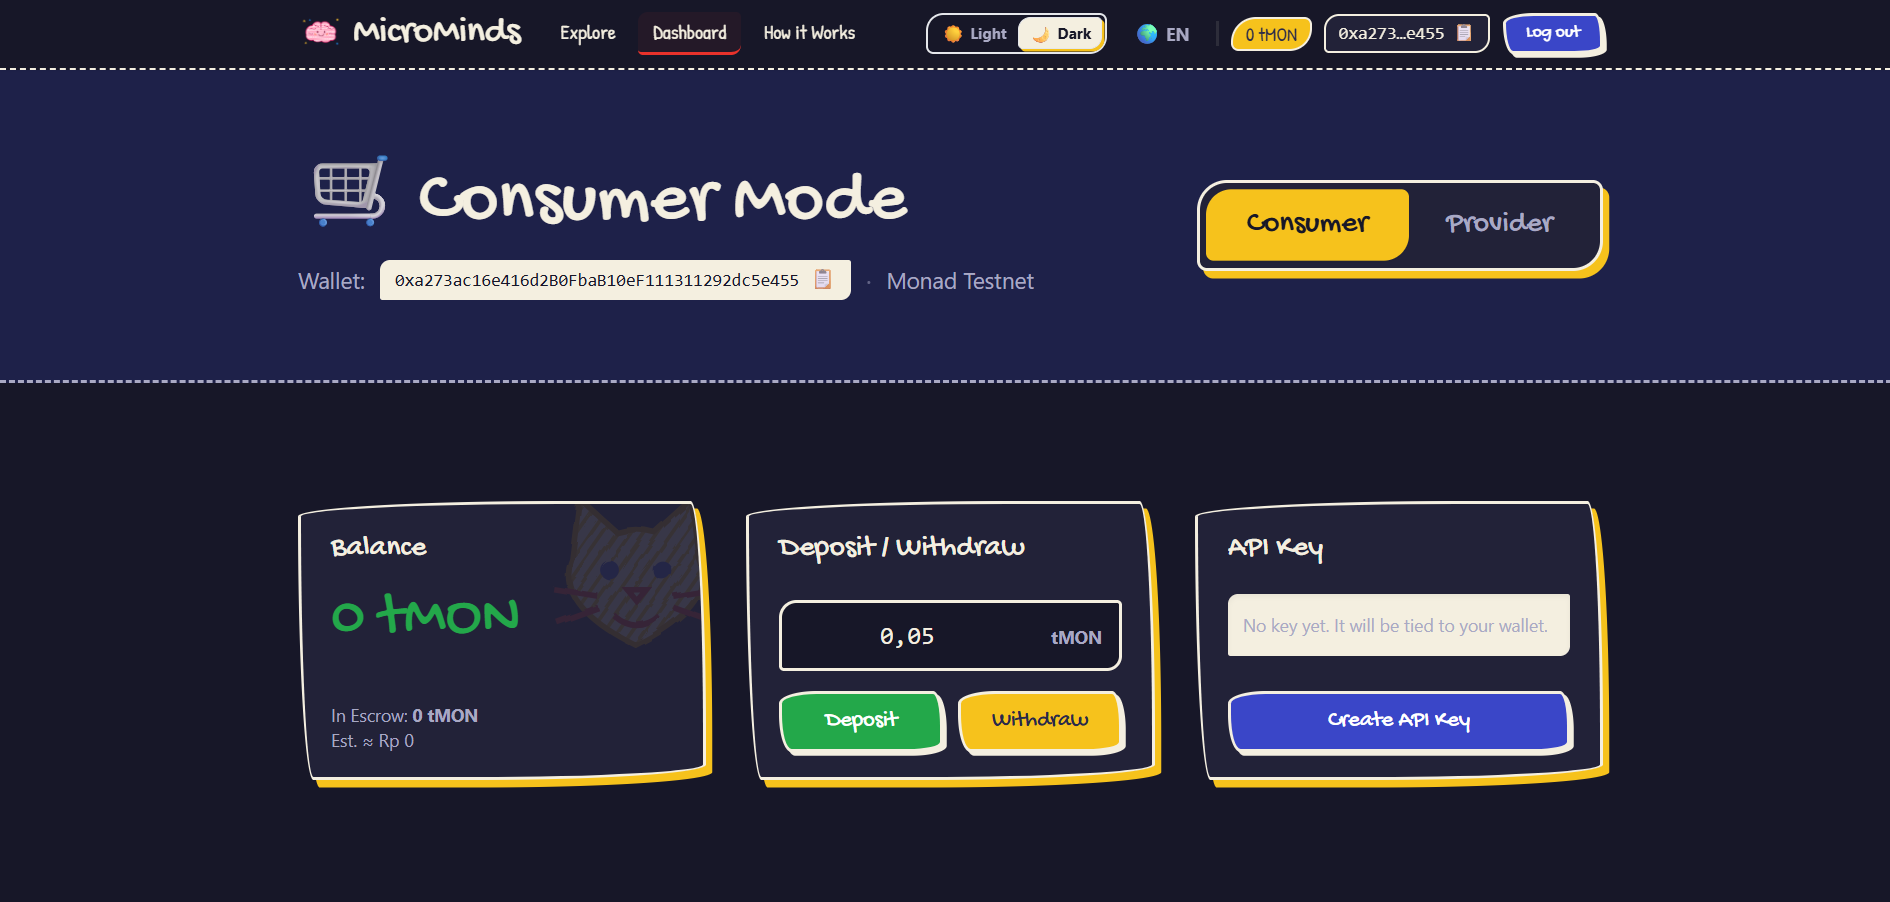 MicroMinds
Explore
Dashboard
How it Works
Light
Dark
EN
0 tMON
0xa273…e455
Log out
Consumer Mode
Wallet: 0xa273ac16e416d2B0FbaB10eF111311292dc5e455 · Monad Testnet
Consumer
Provider
Balance
0 tMON
In Escrow: 0 tMON
Est. ≈ Rp 0
Deposit / Withdraw
0,05 tMON
Deposit
Withdraw
API Key
No key yet. It will be tied to your wallet.
Create API Key